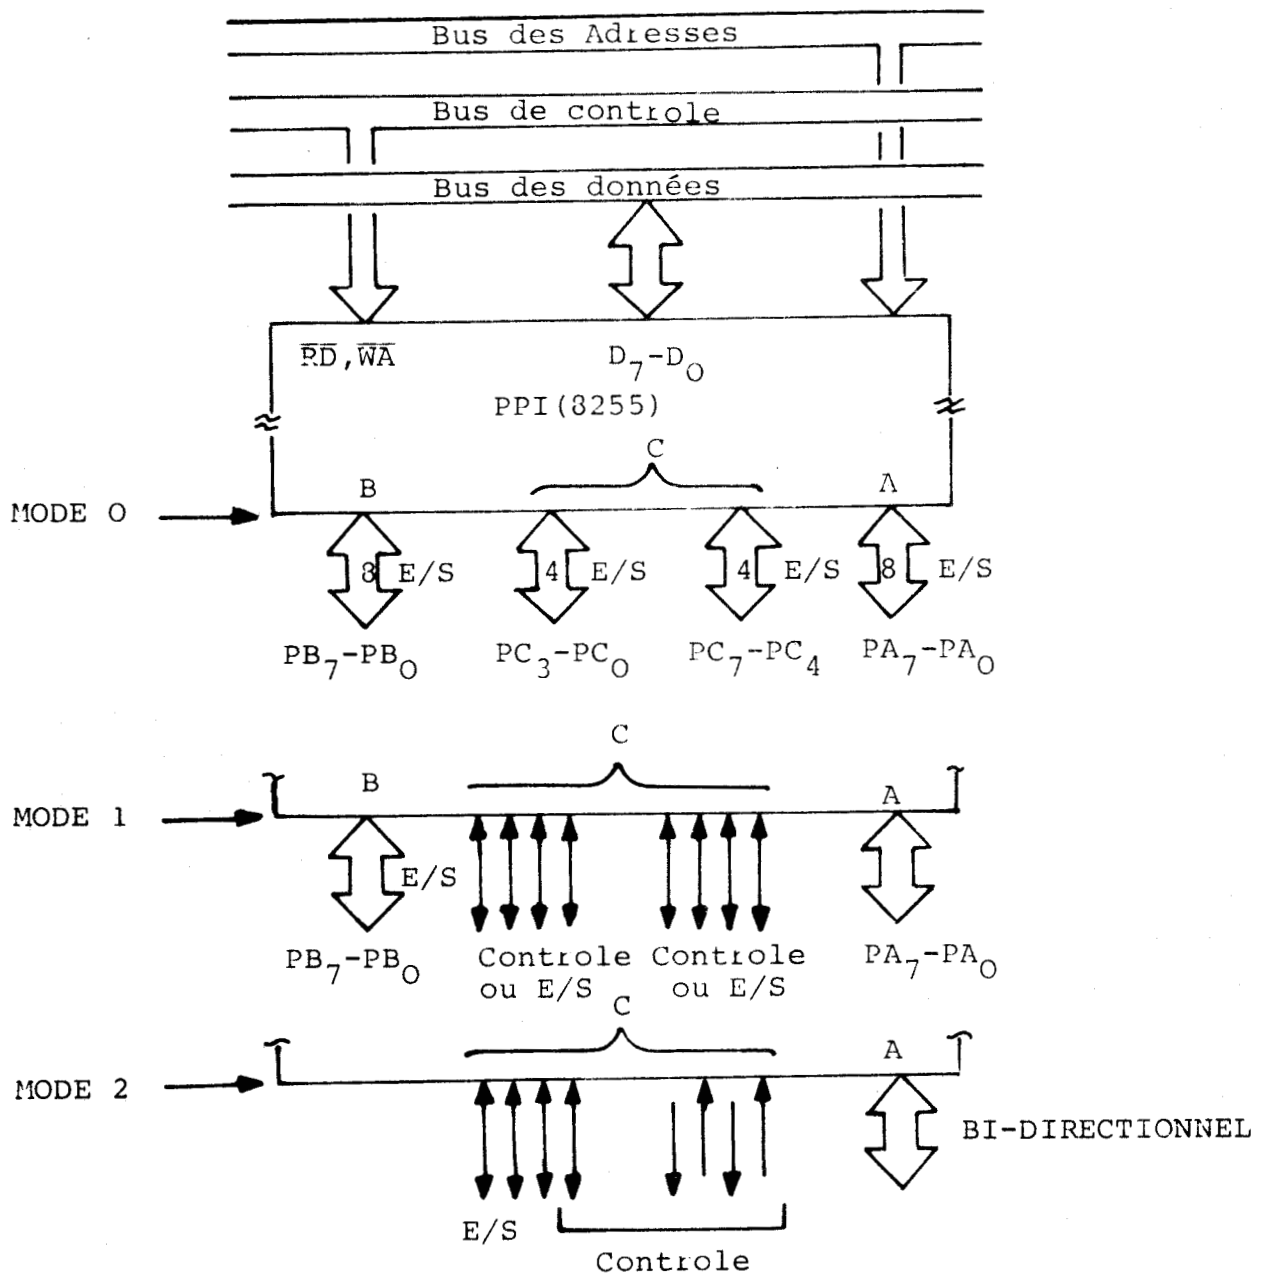 Bus des Adresses
Bus de controle
Bus des données
R̅D̅,W̅A̅
D7-D0
PPI(8255)
C
B
A
MODE 0
8 E/S
4 E/S
4 E/S
8 E/S
PB7-PB0
PC3-PC0
PC7-PC4
PA7-PA0
C
B
A
MODE 1
E/S
PB7-PB0
Controle ou E/S
Controle ou E/S
PA7-PA0
C
A
MODE 2
BI-DIRECTIONNEL
E/S
Controle